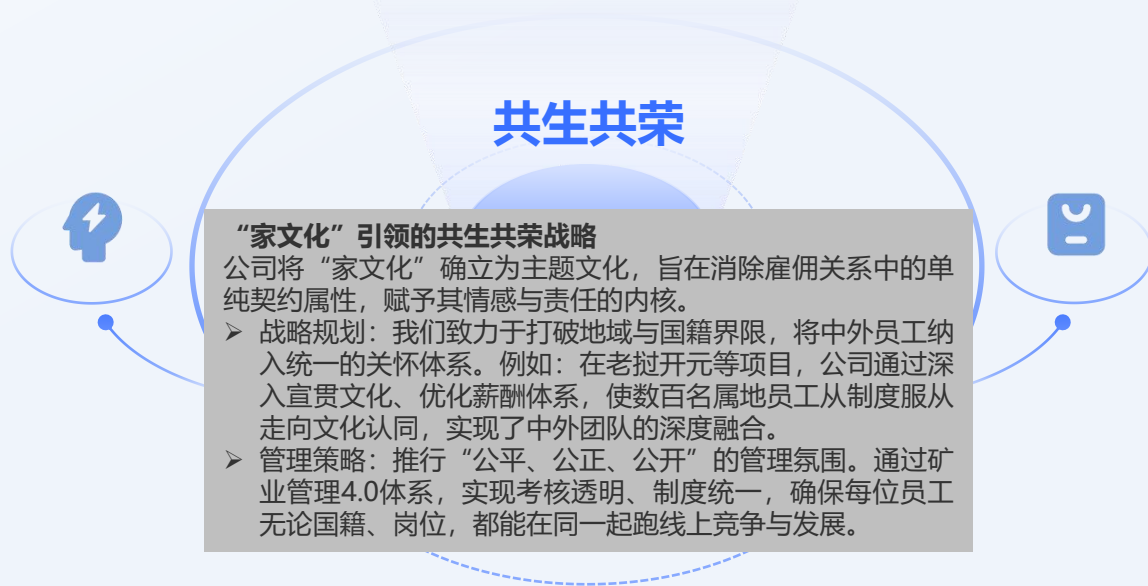 共生共荣
“家文化”引领的共生共荣战略
公司将“家文化”确立为主题文化，旨在消除雇佣关系中的单
纯契约属性，赋予其情感与责任的内核。
➢ 战略规划：我们致力于打破地域与国籍界限，将中外员工纳
入统一的关怀体系。例如：在老挝开元等项目，公司通过深
入宣贯文化、优化薪酬体系，使数百名属地员工从制度服从
走向文化认同，实现了中外团队的深度融合。
➢ 管理策略：推行“公平、公正、公开”的管理氛围。通过矿
业管理4.0体系，实现考核透明、制度统一，确保每位员工
无论国籍、岗位，都能在同一起跑线上竞争与发展。